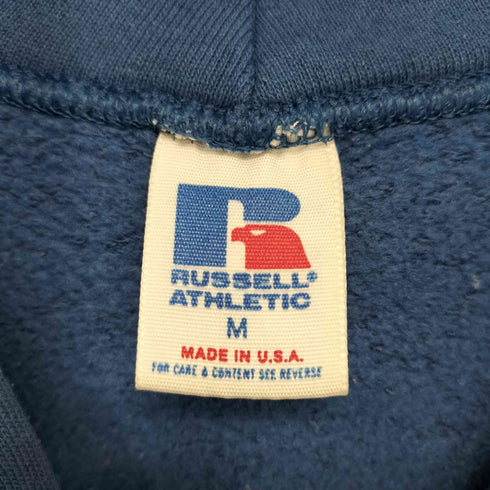 R
RUSSELL®
ATHLETIC
M
MADE IN U.S.A.
FOR CARE & CONTENT SEE REVERSE